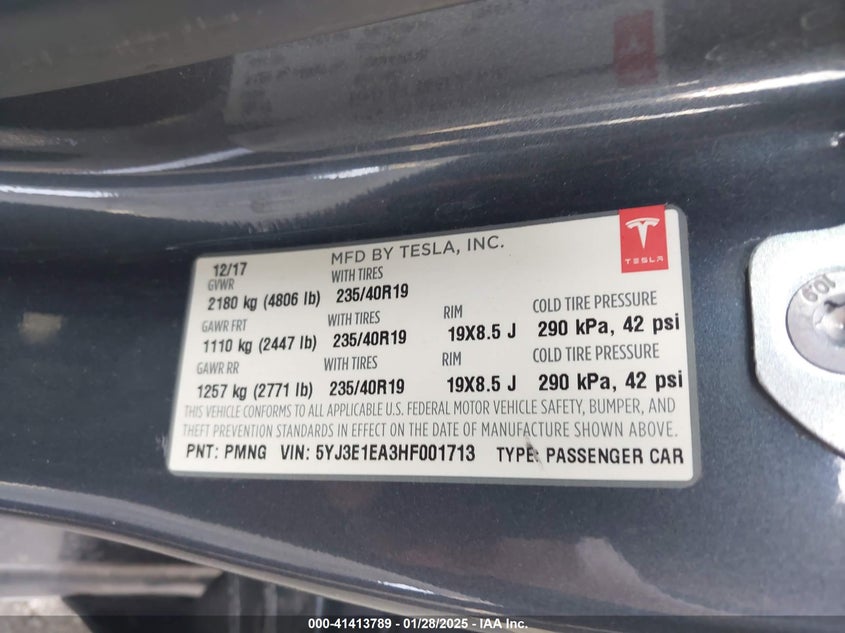 MFD BY TESLA, INC.
TESLA
12/17
GVWR WITH TIRES
2180 kg (4806 lb) 235/40R19
GAWR FRT WITH TIRES RIM COLD TIRE PRESSURE
1110 kg (2447 lb) 235/40R19 19X8.5 J 290 kPa, 42 psi
GAWR RR WITH TIRES RIM COLD TIRE PRESSURE
1257 kg (2771 lb) 235/40R19 19X8.5 J 290 kPa, 42 psi
THIS VEHICLE CONFORMS TO ALL APPLICABLE U.S. FEDERAL MOTOR VEHICLE SAFETY, BUMPER, AND
THEFT PREVENTION STANDARDS IN EFFECT ON THE DATE OF MANUFACTURE SHOWN ABOVE.
PNT: PMNG VIN: 5YJ3E1EA3HF001713 TYPE: PASSENGER CAR
000-41413789 - 01/28/2025 - IAA Inc.